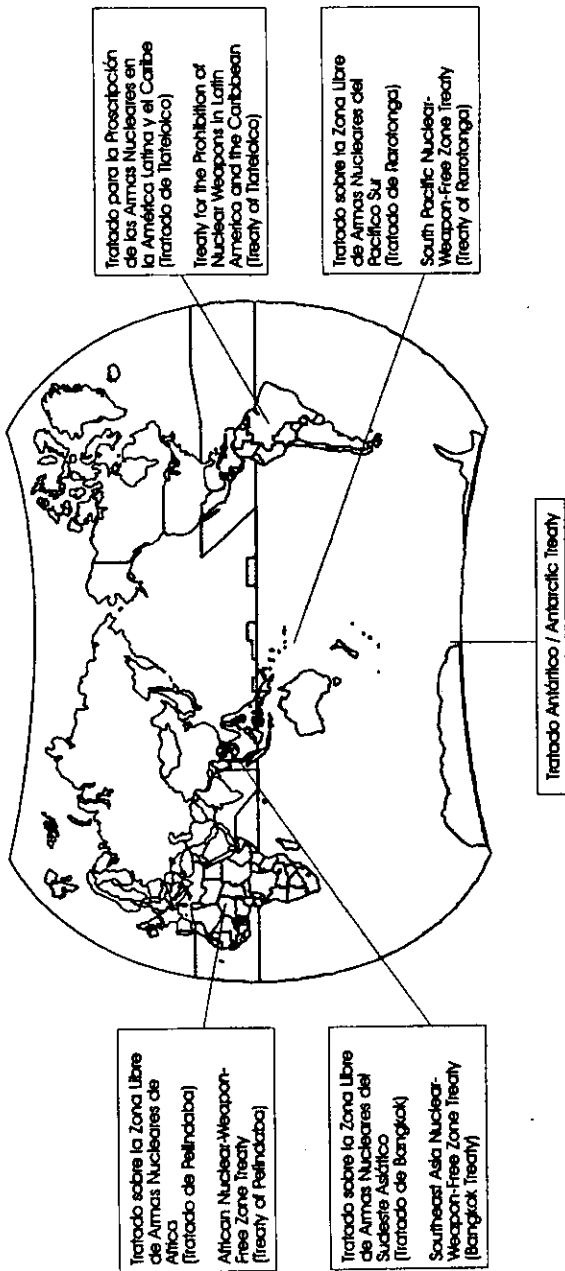 Tratado para la Proscripción
de las Armas Nucleares en
la América Latina y el Caribe
(Tratado de Tlatelolco)
Treaty for the Prohibition of
Nuclear Weapons in Latin
America and the Caribbean
(Treaty of Tlatelolco)
Tratado sobre la Zona Libre
de Armas Nucleares del
Pacífico Sur
(Tratado de Rarotonga)
South Pacific Nuclear-
Weapon-Free Zone Treaty
(Treaty of Rarotonga)
Tratado Antártico / Antarctic Treaty
Tratado sobre la Zona Libre
de Armas Nucleares de
Africa
(Tratado de Pelindaba)
African Nuclear-Weapon-
Free Zone Treaty
(Treaty of Pelindaba)
Tratado sobre la Zona Libre
de Armas Nucleares del
Sudeste Asiático
(Tratado de Bangkok)
Southeast Asia Nuclear-
Weapon-Free Zone Treaty
(Bangkok Treaty)